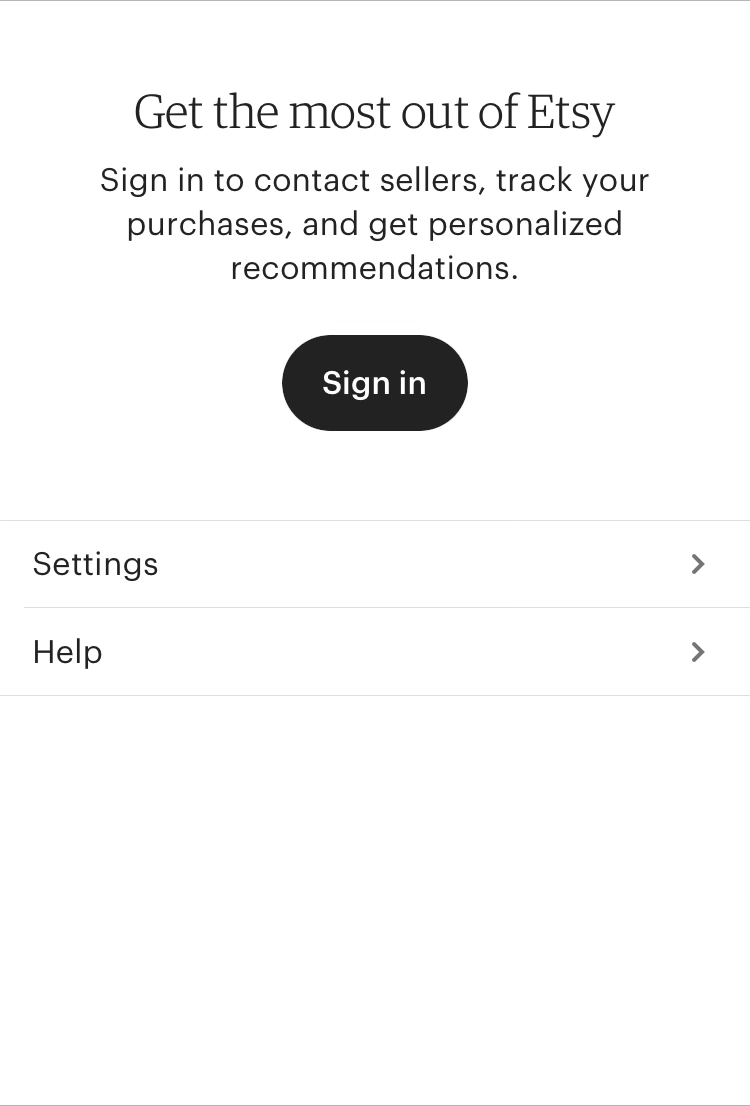 Get the most out of Etsy
Sign in to contact sellers, track your
purchases, and get personalized
recommendations.
Sign in
Settings
Help